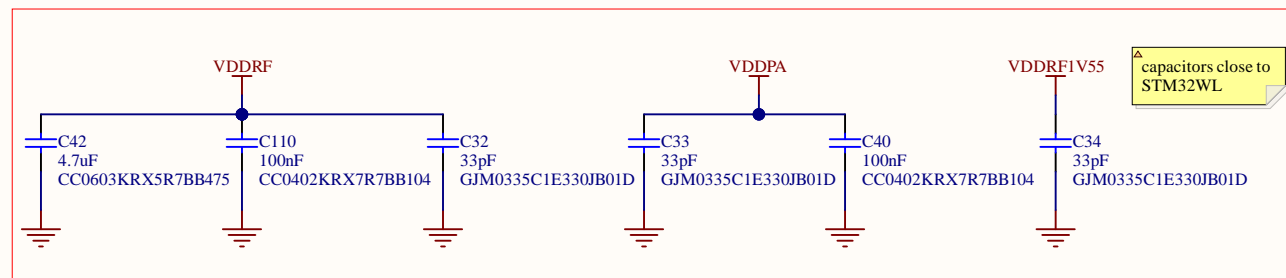 VDDRF
VDDPA
VDDRF1V55
capacitors close to
STM32WL
C42
4.7uF
CC0603KRX5R7BB475
C110
100nF
CC0402KRX7R7BB104
C32
33pF
GJM0335C1E330JB01D
C33
33pF
GJM0335C1E330JB01D
C40
100nF
CC0402KRX7R7BB104
C34
33pF
GJM0335C1E330JB01D